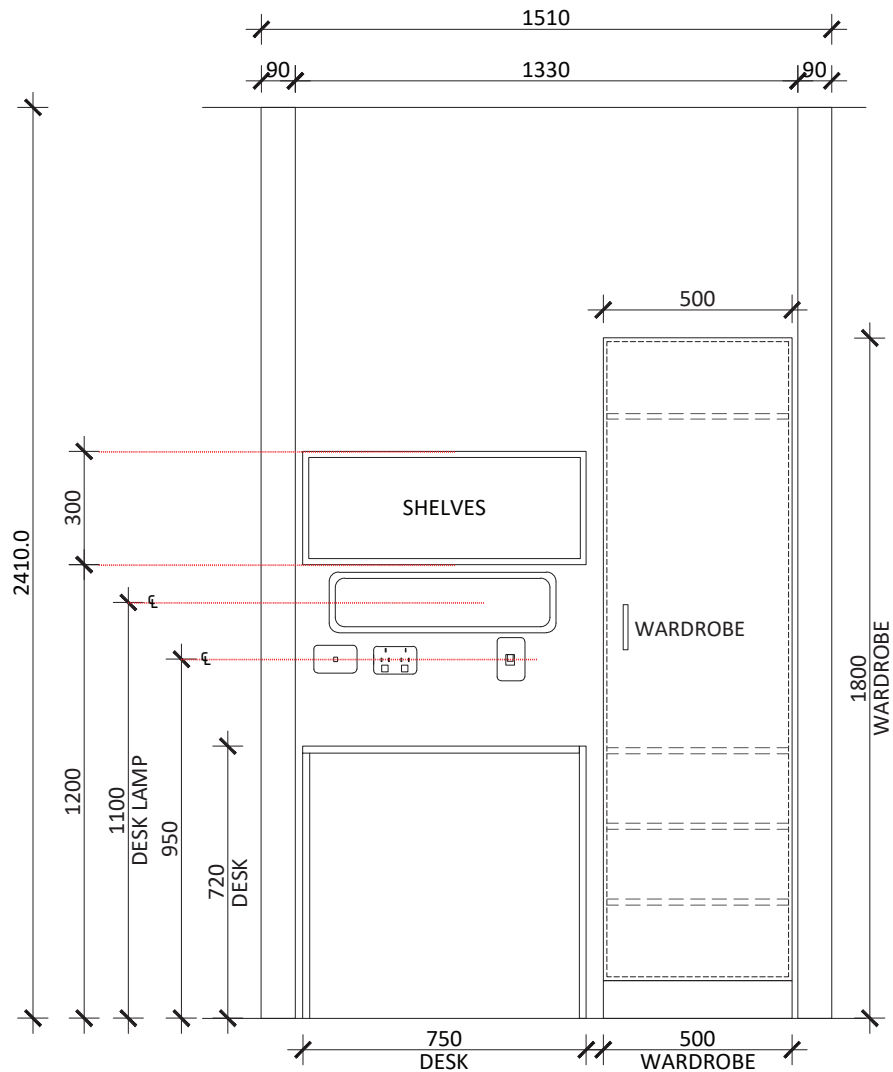 1510
90
1330
90
500
300
SHELVES
2410.0
℄
WARDROBE
℄
1800
WARDROBE
1200
1100
DESK LAMP
950
720
DESK
750
DESK
500
WARDROBE